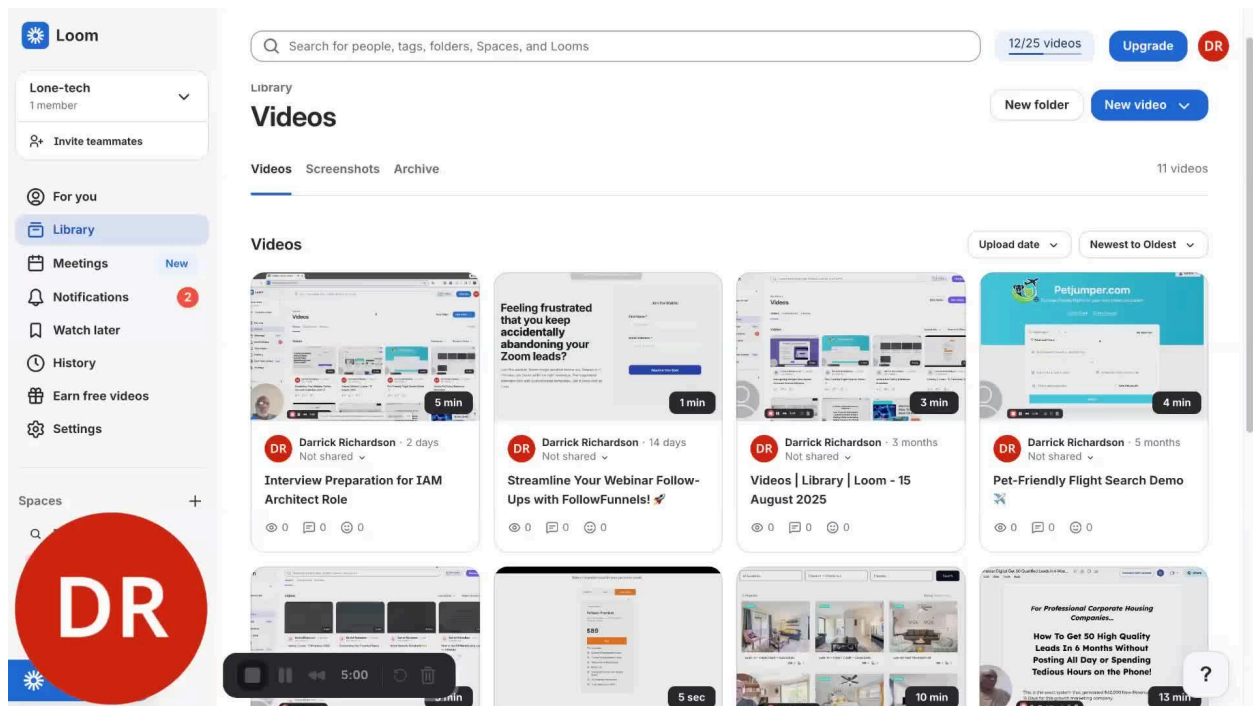 Loom
Search for people, tags, folders, Spaces, and Looms
12/25 videos
Upgrade
DR
Lone-tech
1 member
Invite teammates
Library
Videos
New folder
New video
Videos Screenshots Archive
11 videos
For you
Library
Meetings New
Notifications 2
Watch later
History
Earn free videos
Settings
Spaces
Videos
Upload date
Newest to Oldest
5 min
DR
Darrick Richardson · 2 days
Not shared
Interview Preparation for IAM
Architect Role
0 0 0
Feeling frustrated
that you keep
accidentally
abandoning your
Zoom leads?
1 min
DR
Darrick Richardson · 14 days
Not shared
Streamline Your Webinar Follow-
Ups with FollowFunnels! 🚀
0 0 0
Videos
3 min
DR
Darrick Richardson · 3 months
Not shared
Videos | Library | Loom - 15
August 2025
0 0 0
Petjumper.com
4 min
DR
Darrick Richardson · 5 months
Not shared
Pet-Friendly Flight Search Demo
✈️
0 0 0
DR
5:00
min
$89
5 sec
10 min
For Professional Corporate Housing
Companies...
How To Get 50 High Quality
Leads In 6 Months Without
Posting All Day or Spending
Tedious Hours on the Phone!
13 min
?